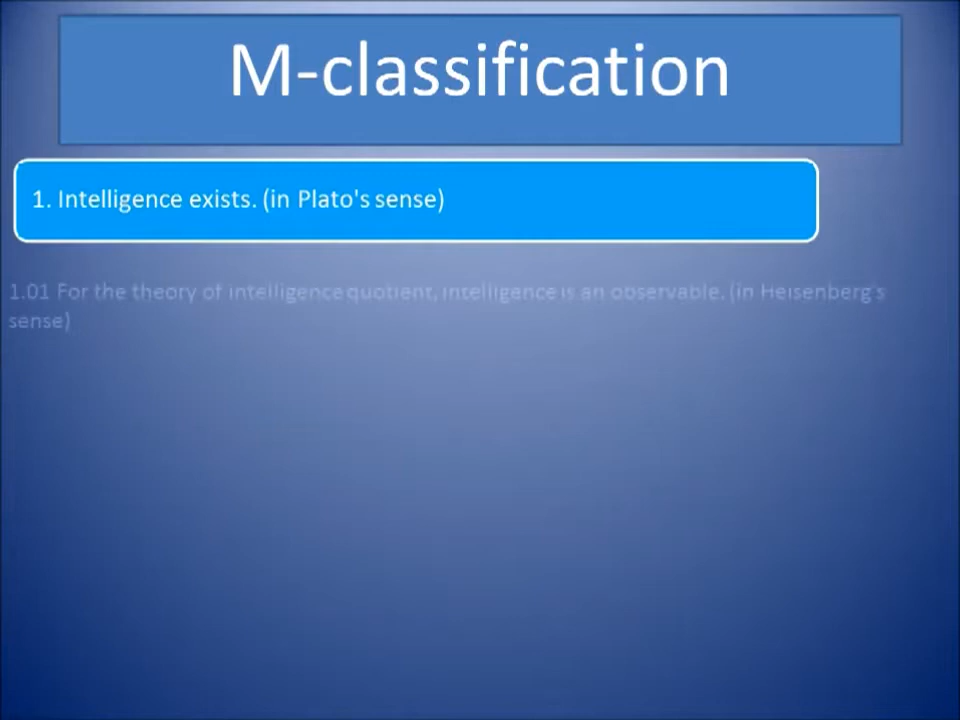 M-classification
1. Intelligence exists. (in Plato's sense)
1.01 For the theory of intelligence quotient, intelligence is an observable. (in Heisenberg's
sense)